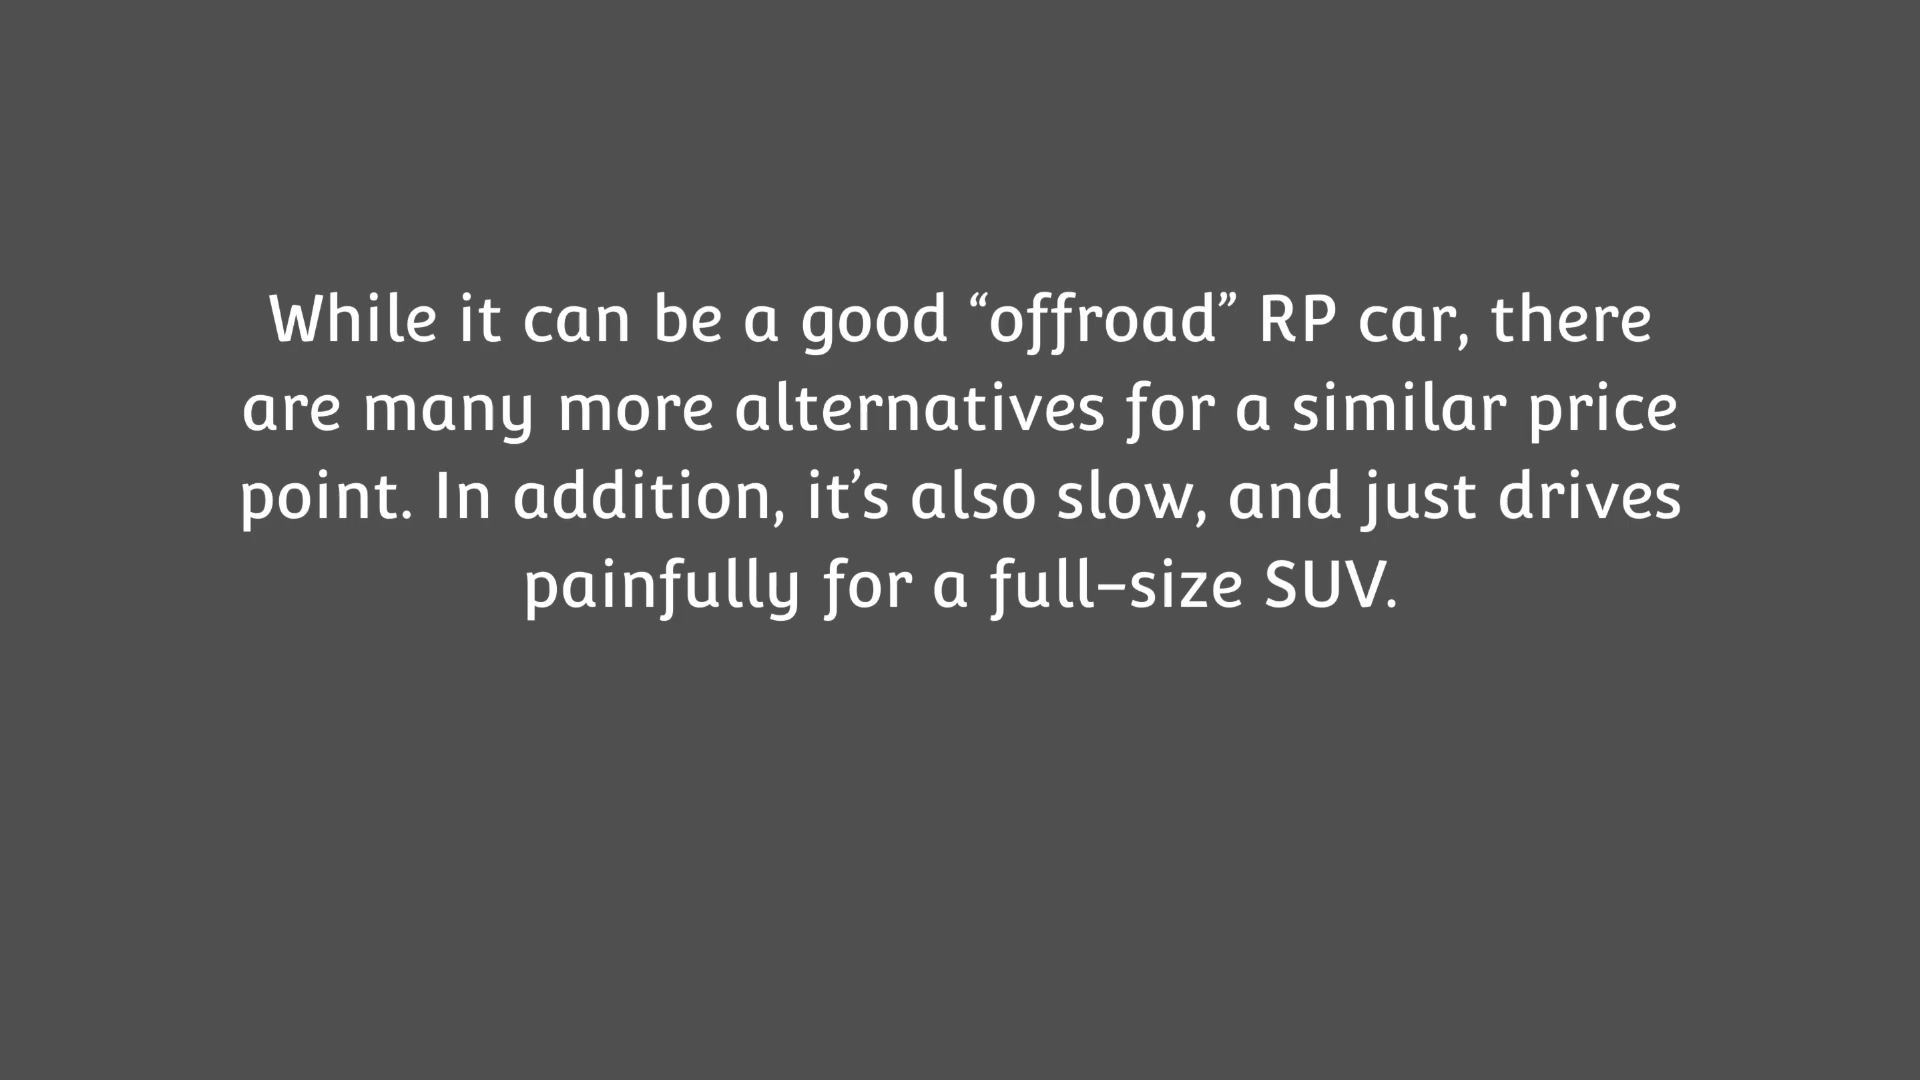 While it can be a good “offroad” RP car, there
are many more alternatives for a similar price
point. In addition, it’s also slow, and just drives
painfully for a full-size SUV.